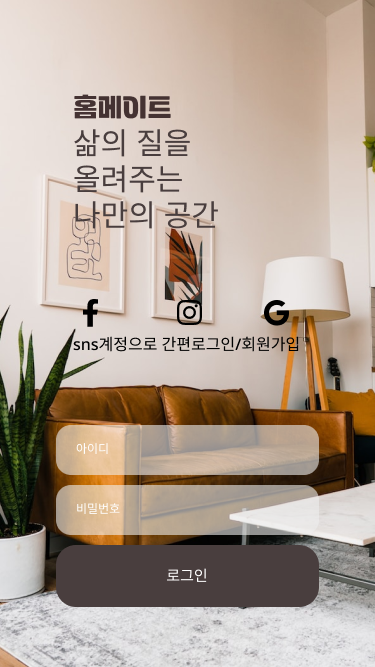 홈메이트
삶의 질을
올려주는
나만의 공간
sns계정으로 간편로그인/회원가입
아이디
비밀번호
로그인